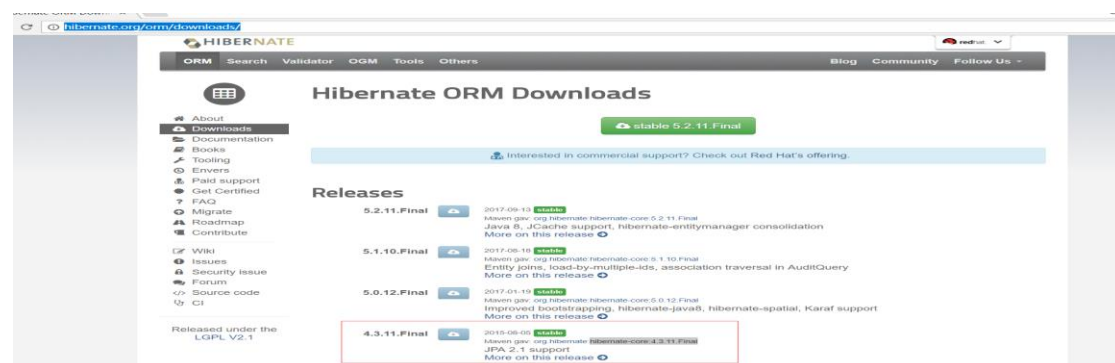 hibernate.org/orm/downloads/
HIBERNATE
redhat
ORM Search Validator OGM Tools Others Blog Community Follow Us
Hibernate ORM Downloads
stable 5.2.11.Final
Interested in commercial support? Check out Red Hat's offering.
About
Downloads
Documentation
Books
Tooling
Envers
Paid support
Get Certified
FAQ
Migrate
Roadmap
Contribute
Wiki
Issues
Security issue
Forum
Source code
CI
Released under the
LGPL V2.1
Releases
5.2.11.Final 2017-09-13 stable
Maven gav: org.hibernate:hibernate-core:5.2.11.Final
Java 8, JCache support, hibernate-entitymanager consolidation
More on this release
5.1.10.Final stable
Maven gav: org.hibernate:hibernate-core:5.1.10.Final
Entity joins, load-by-multiple-ids, association traversal in AuditQuery
More on this release
5.0.12.Final 2017-01-19 stable
Maven gav: org.hibernate:hibernate-core:5.0.12.Final
Improved bootstrapping, hibernate-java8, hibernate-spatial, Karaf support
More on this release
4.3.11.Final stable
Maven gav: org.hibernate:hibernate-core:4.3.11.Final
JPA 2.1 support
More on this release